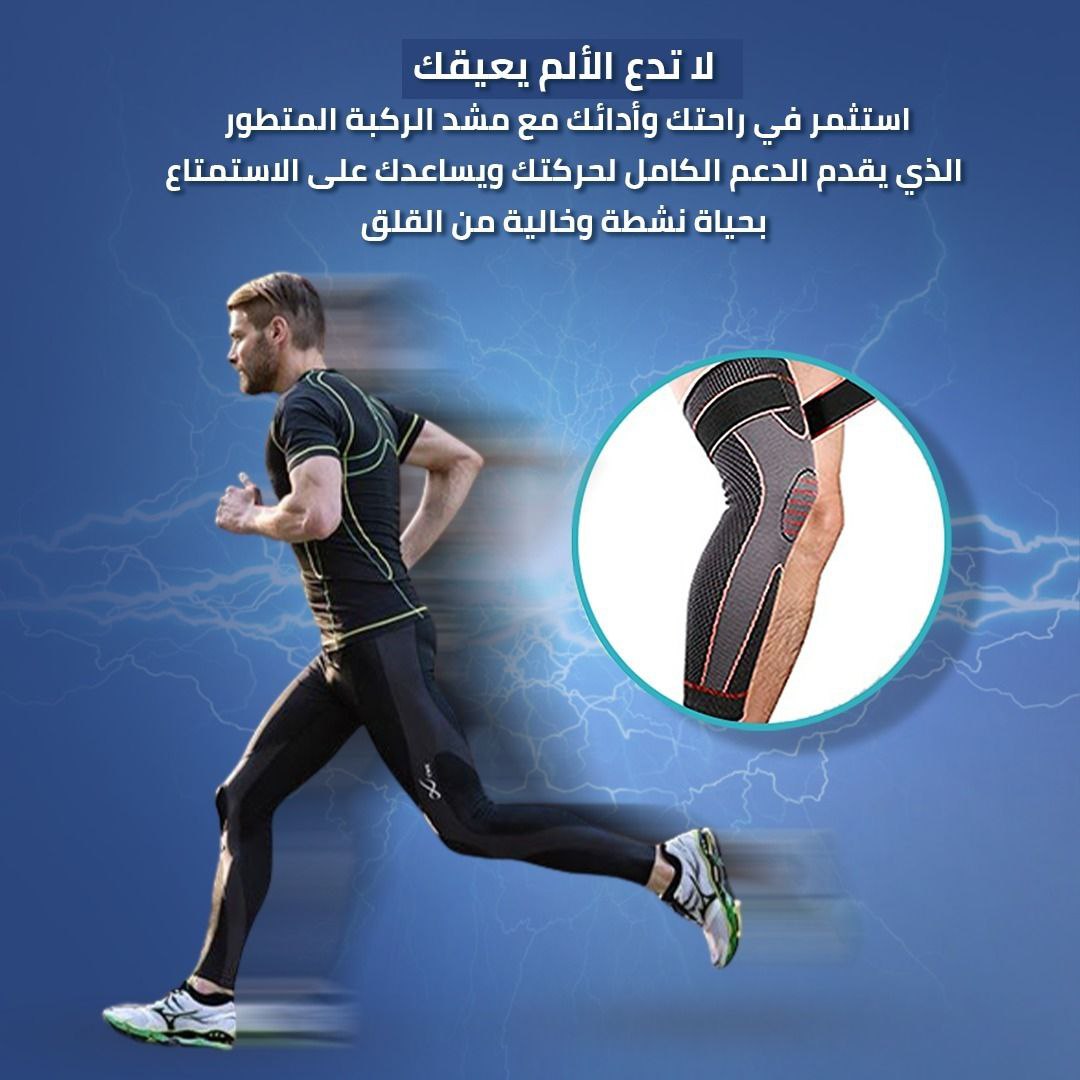 لا تدع الألم يعيقك
استثمر في راحتك وأدائك مع مشد الركبة المتطور
الذي يقدم الدعم الكامل لحركتك ويساعدك على الاستمتاع
بحياة نشطة وخالية من القلق